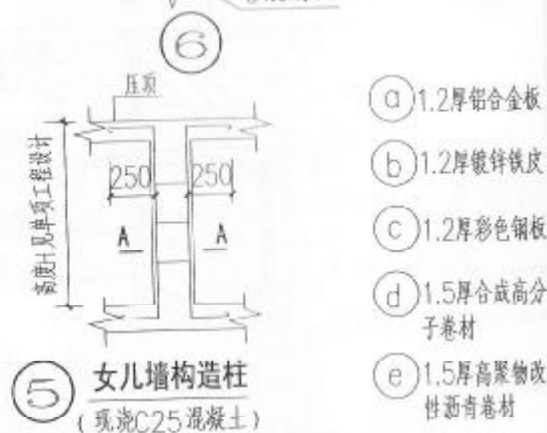 6
压顶
250 250
高度H见单项工程设计
A A
5 女儿墙构造柱
(现浇C25混凝土)
a 1.2厚铝合金板
b 1.2厚镀锌铁皮
c 1.2厚彩色钢板
d 1.5厚合成高分
子卷材
e 1.5厚高聚物改
性沥青卷材